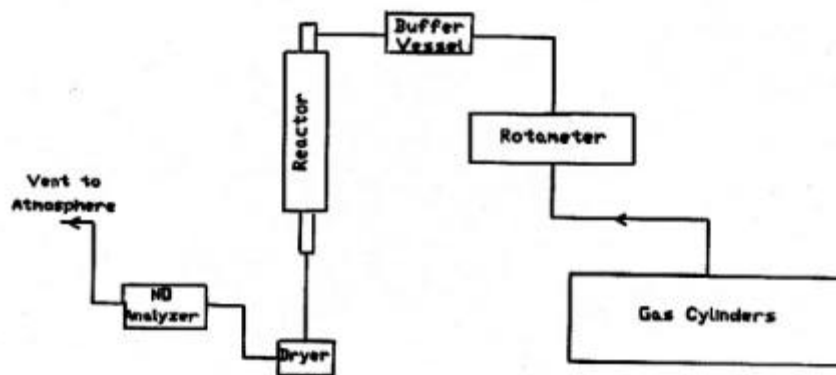 Buffer
Vessel
Reactor
Rotameter
Vent to
Atmosphere
NO
Analyzer
Gas Cylinders
Dryer